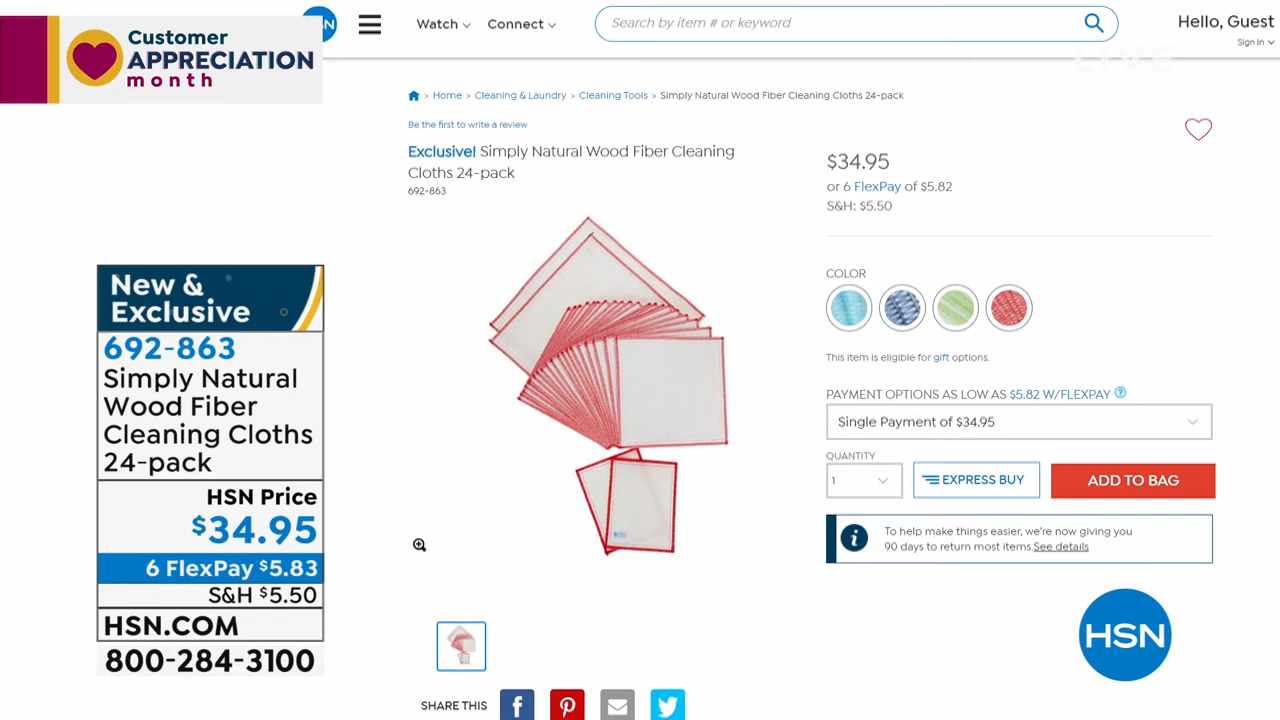 Customer
APPRECIATION
month
HSN
Watch
Connect
Search by item # or keyword
Hello, Guest
Sign In
LIVE
> Home > Cleaning & Laundry > Cleaning Tools > Simply Natural Wood Fiber Cleaning Cloths 24-pack
Be the first to write a review
Exclusive! Simply Natural Wood Fiber Cleaning
Cloths 24-pack
692-863
$34.95
or 6 FlexPay of $5.82
S&H: $5.50
COLOR
This item is eligible for gift options.
PAYMENT OPTIONS AS LOW AS $5.82 W/FLEXPAY ?
Single Payment of $34.95
QUANTITY
1
EXPRESS BUY
ADD TO BAG
i
To help make things easier, we're now giving you
90 days to return most items.See details
New &
Exclusive
692-863
Simply Natural
Wood Fiber
Cleaning Cloths
24-pack
HSN Price
$34.95
6 FlexPay $5.83
S&H $5.50
HSN.COM
800-284-3100
HSN
SHARE THIS